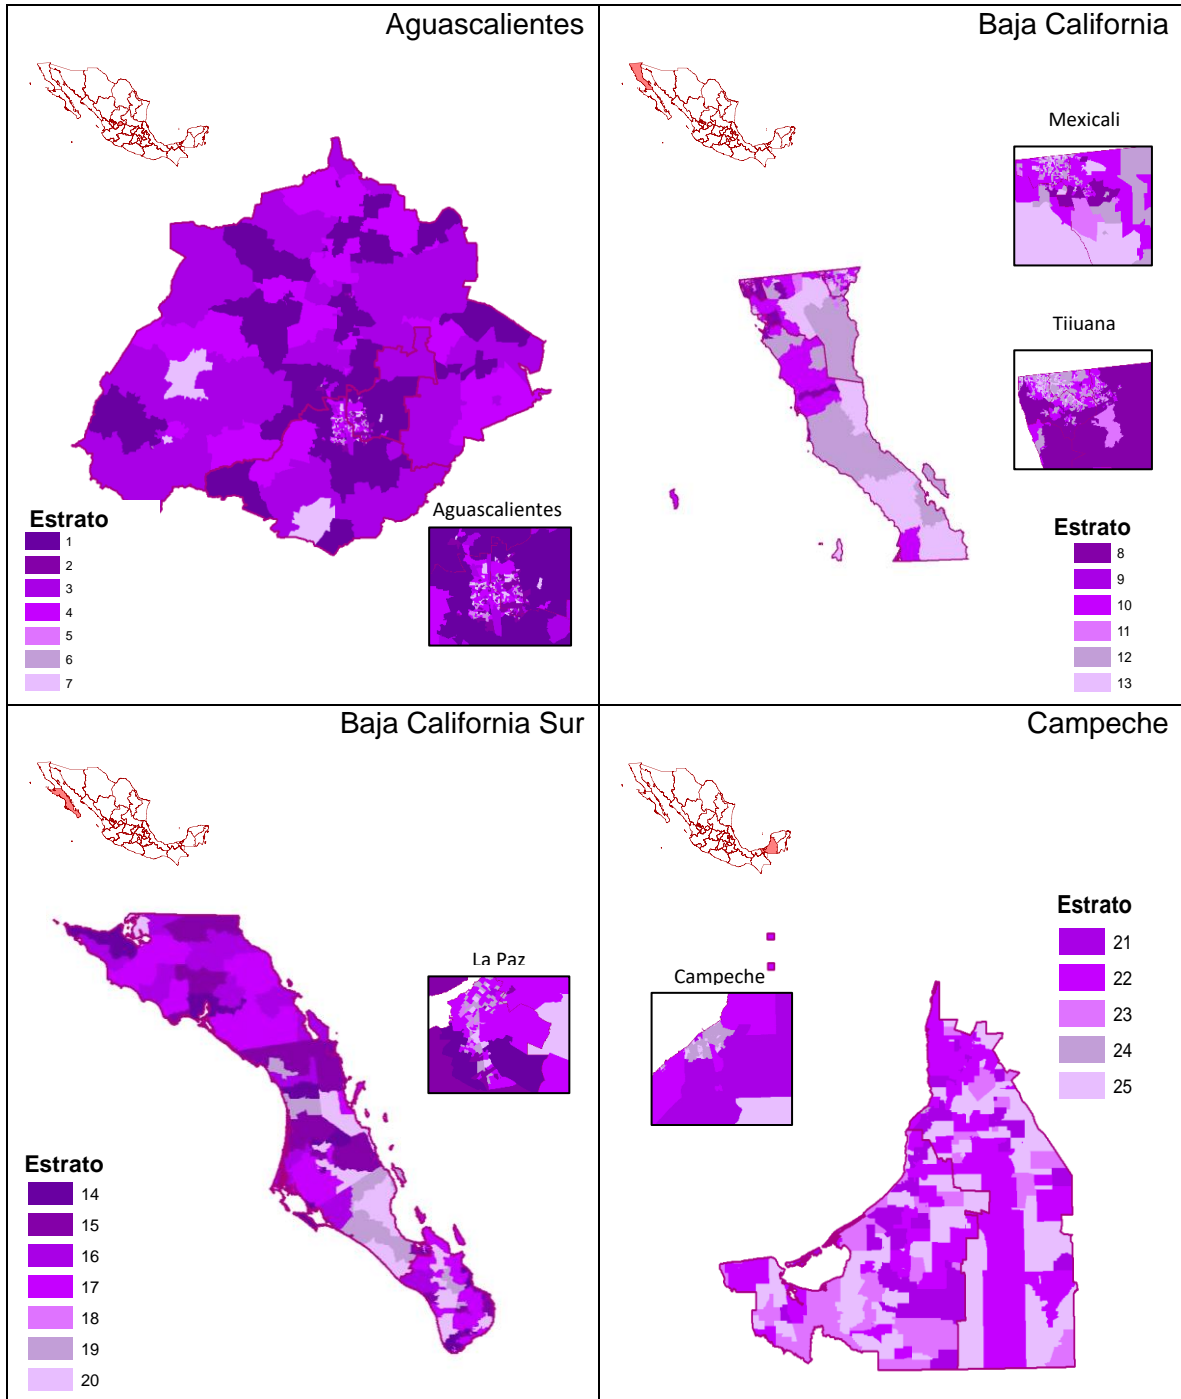 Aguascalientes
Estrato
1
2
3
4
5
6
7
Aguascalientes
Baja California
Mexicali
Tiiuana
Estrato
8
9
10
11
12
13
Baja California Sur
La Paz
Estrato
14
15
16
17
18
19
20
Campeche
Estrato
21
22
23
24
25
Campeche